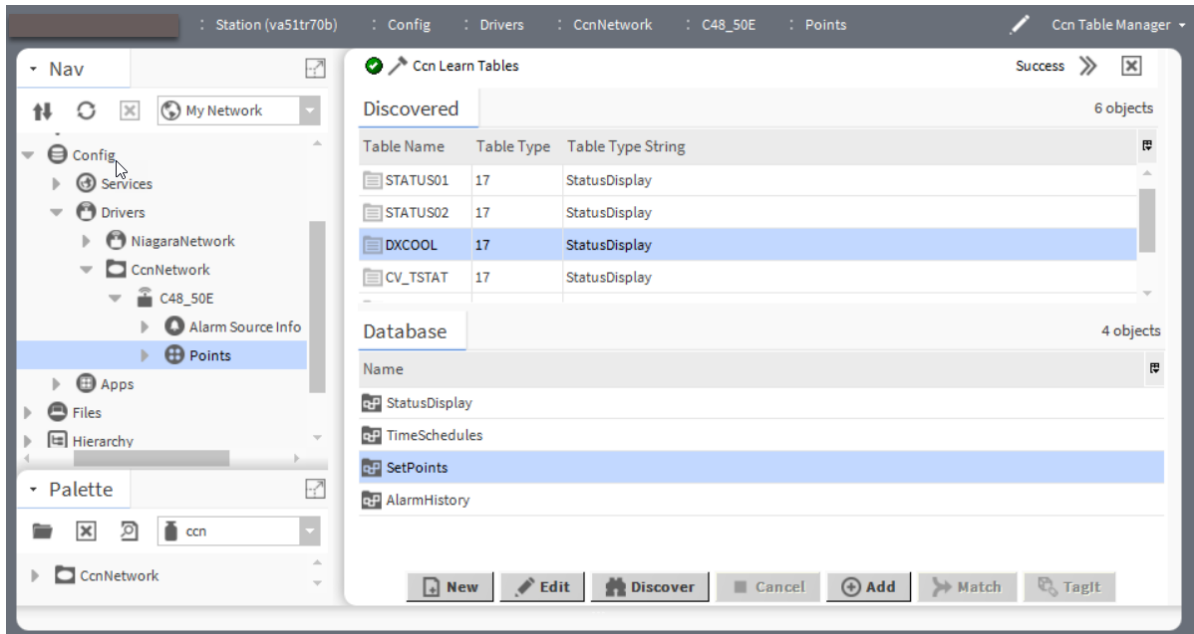 : Station (va51tr70b) : Config : Drivers : CcnNetwork : C48_50E : Points Ccn Table Manager
Nav
My Network
Config
Services
Drivers
NiagaraNetwork
CcnNetwork
C48_50E
Alarm Source Info
Points
Apps
Files
Hierarchy
Palette
ccn
CcnNetwork
Ccn Learn Tables Success
Discovered 6 objects
Table Name Table Type Table Type String
STATUS01 17 StatusDisplay
STATUS02 17 StatusDisplay
DXCOOL 17 StatusDisplay
CV_TSTAT 17 StatusDisplay
Database 4 objects
Name
StatusDisplay
TimeSchedules
SetPoints
AlarmHistory
New Edit Discover Cancel Add Match TagIt